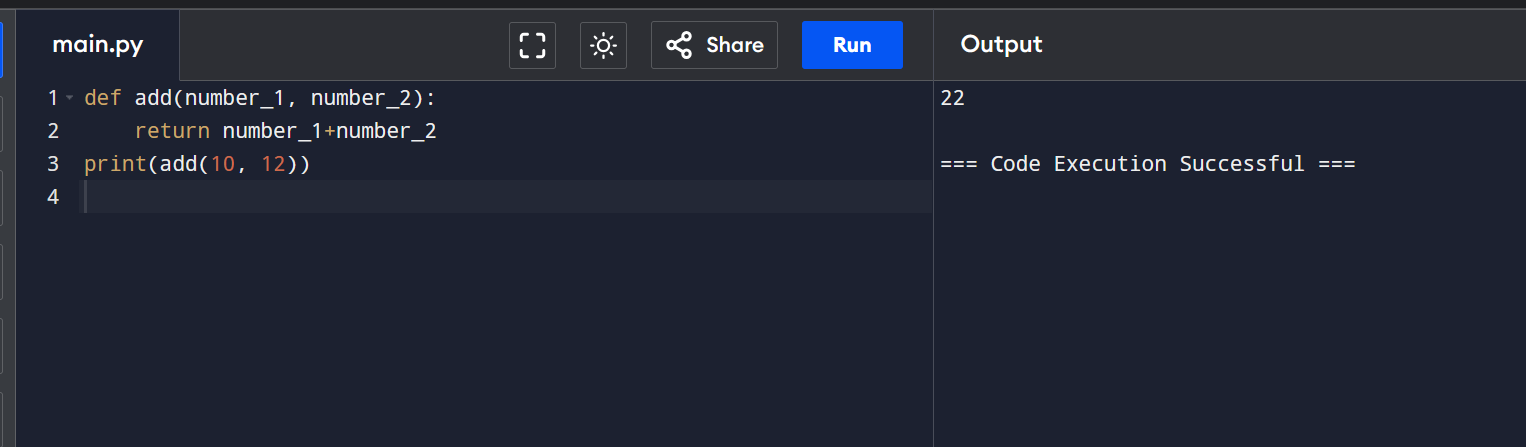 main.py Share Run Output
1 def add(number_1, number_2):
2     return number_1+number_2
3 print(add(10, 12))
4
22
=== Code Execution Successful ===